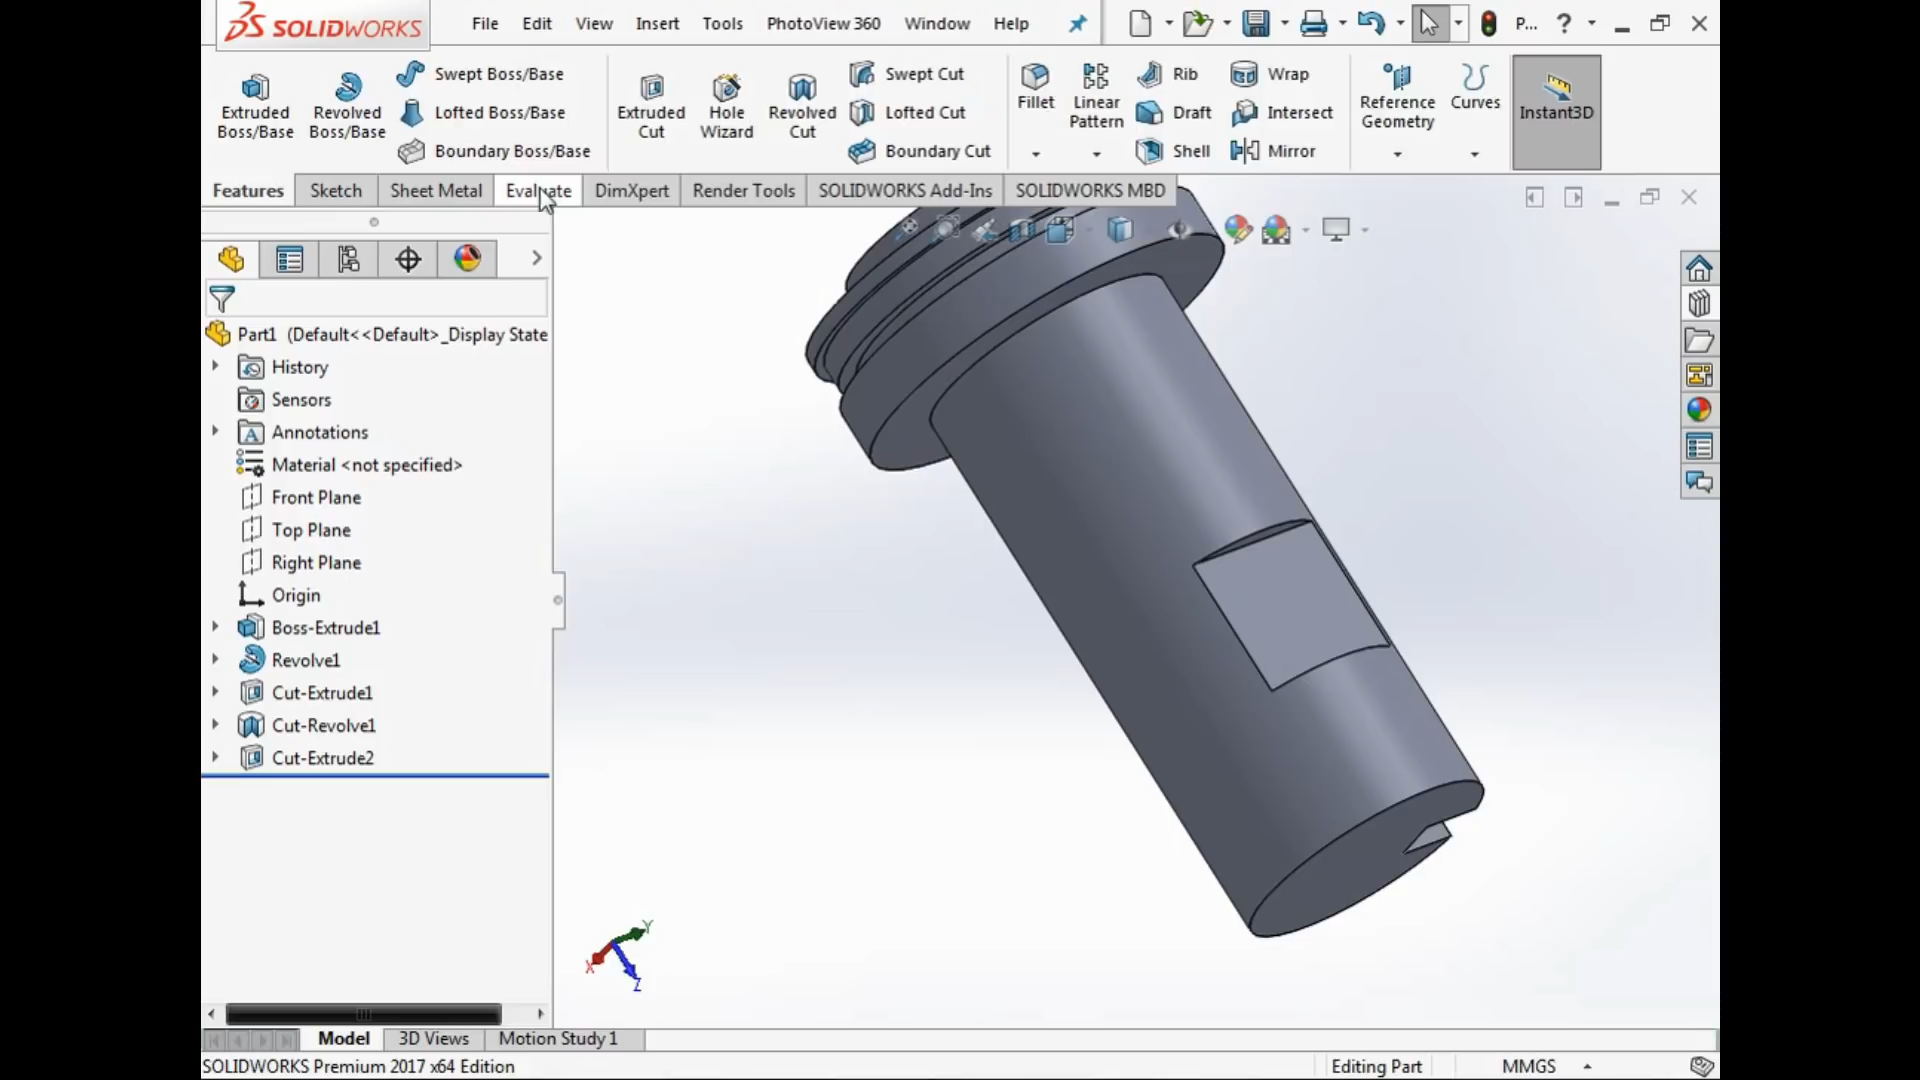 SOLIDWORKS
File Edit View Insert Tools PhotoView 360 Window Help P... ?
Extruded Boss/Base
Revolved Boss/Base
Swept Boss/Base
Lofted Boss/Base
Boundary Boss/Base
Extruded Cut
Hole Wizard
Revolved Cut
Swept Cut
Lofted Cut
Boundary Cut
Fillet
Linear Pattern
Rib
Draft
Shell
Wrap
Intersect
Mirror
Reference Geometry
Curves
Instant3D
Features Sketch Sheet Metal Evaluate DimXpert Render Tools SOLIDWORKS Add-Ins SOLIDWORKS MBD
Part1 (Default<<Default>_Display State
History
Sensors
A Annotations
Material <not specified>
Front Plane
Top Plane
Right Plane
Origin
Boss-Extrude1
Revolve1
Cut-Extrude1
Cut-Revolve1
Cut-Extrude2
Y
X
Z
Model 3D Views Motion Study 1
SOLIDWORKS Premium 2017 x64 Edition Editing Part MMGS